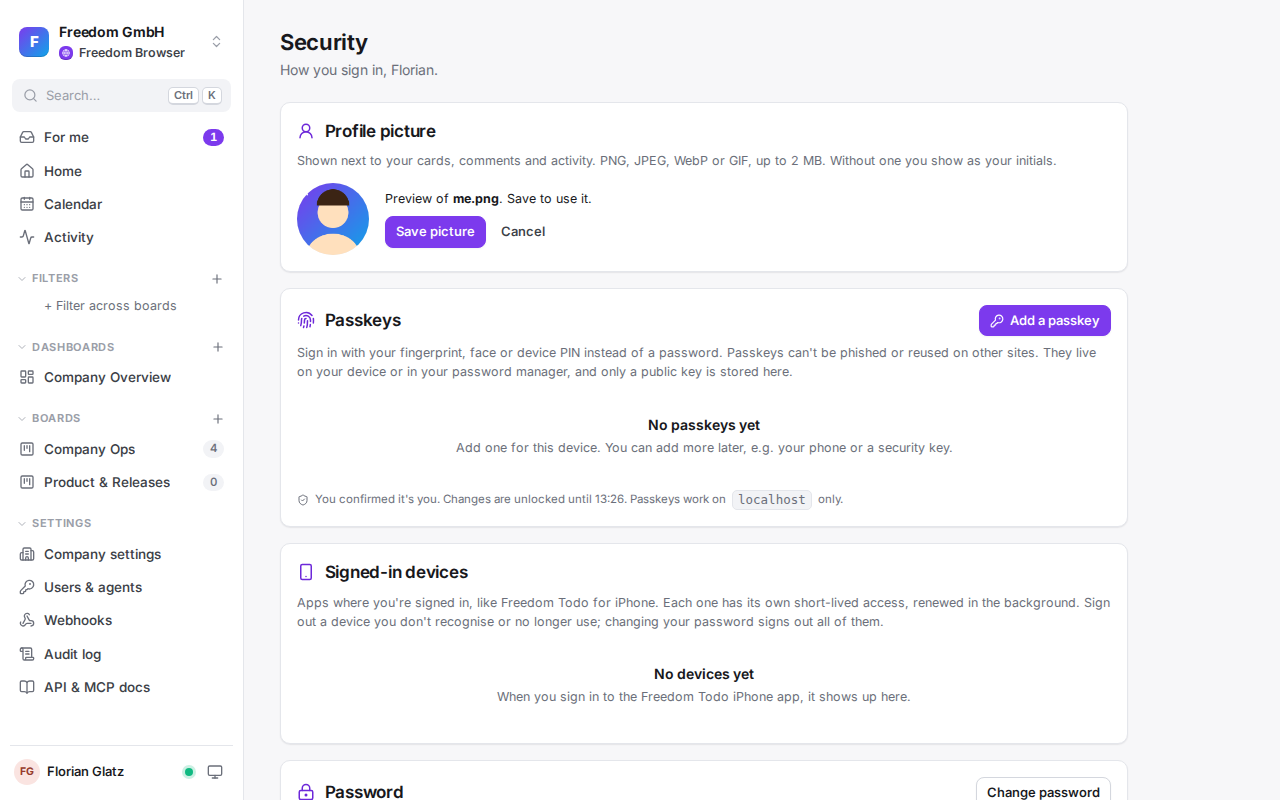 F
Freedom GmbH
Freedom Browser
Search...
Ctrl
K
For me
1
Home
Calendar
Activity
FILTERS
+ Filter across boards
DASHBOARDS
Company Overview
BOARDS
Company Ops
4
Product & Releases
0
SETTINGS
Company settings
Users & agents
Webhooks
Audit log
API & MCP docs
FG
Florian Glatz
Security
How you sign in, Florian.
Profile picture
Shown next to your cards, comments and activity. PNG, JPEG, WebP or GIF, up to 2 MB. Without one you show as your initials.
Preview of me.png. Save to use it.
Save picture
Cancel
Passkeys
Add a passkey
Sign in with your fingerprint, face or device PIN instead of a password. Passkeys can't be phished or reused on other sites. They live
on your device or in your password manager, and only a public key is stored here.
No passkeys yet
Add one for this device. You can add more later, e.g. your phone or a security key.
You confirmed it's you. Changes are unlocked until 13:26. Passkeys work on localhost only.
Signed-in devices
Apps where you're signed in, like Freedom Todo for iPhone. Each one has its own short-lived access, renewed in the background. Sign
out a device you don't recognise or no longer use; changing your password signs out all of them.
No devices yet
When you sign in to the Freedom Todo iPhone app, it shows up here.
Password
Change password